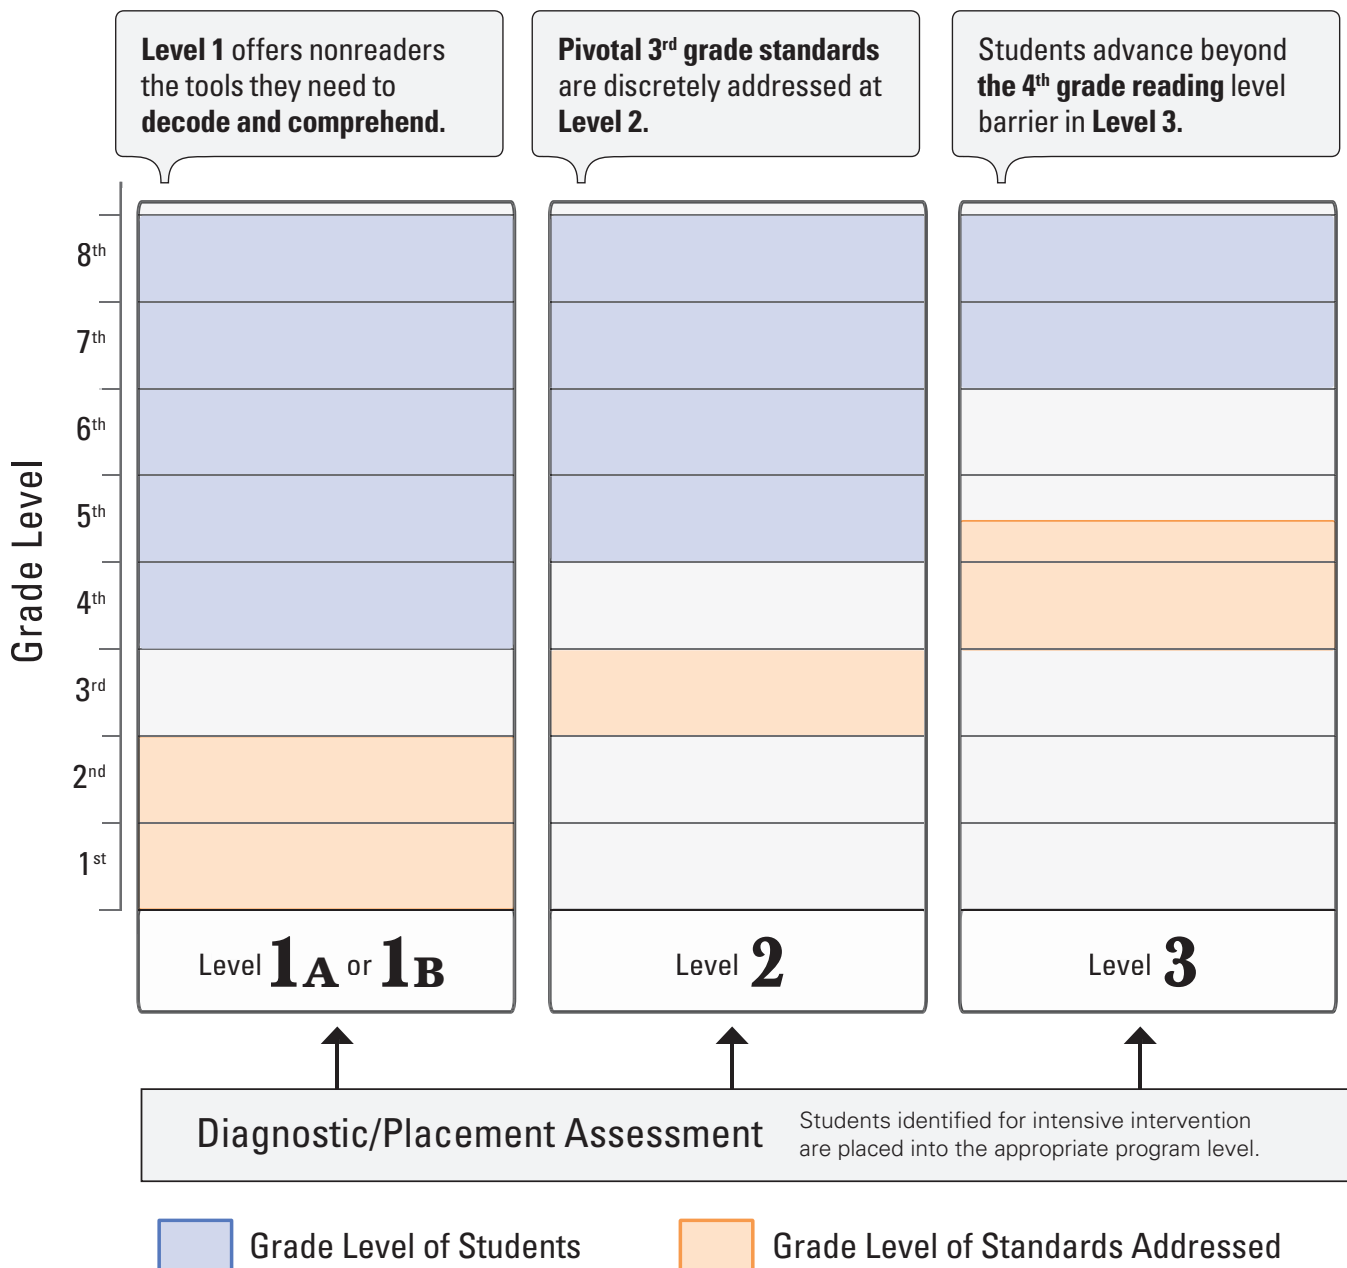 Level 1 offers nonreaders
the tools they need to
decode and comprehend.
Pivotal 3rd grade standards
are discretely addressed at
Level 2.
Students advance beyond
the 4th grade reading level
barrier in Level 3.
Grade Level
8th
7th
6th
5th
4th
3rd
2nd
1st
Level 1A or 1B
Level 2
Level 3
Diagnostic/Placement Assessment
Students identified for intensive intervention
are placed into the appropriate program level.
Grade Level of Students
Grade Level of Standards Addressed